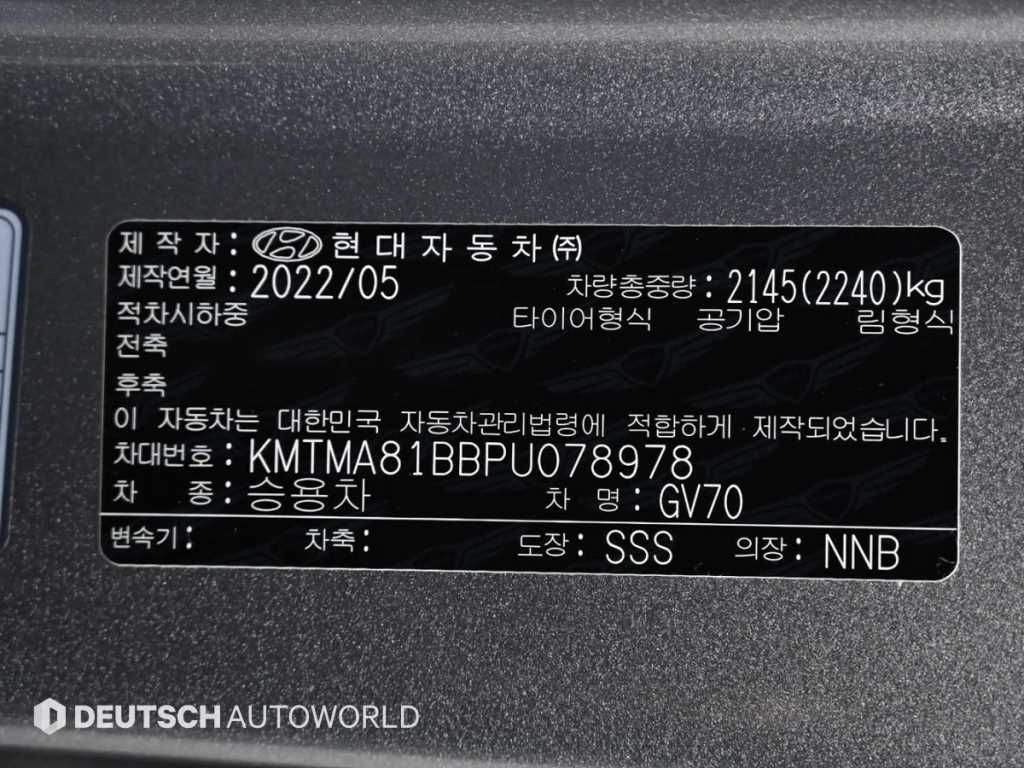 제 작 자 : 현 대 자 동 차 ㈜
제작연월 : 2022/05 차량총중량 : 2145(2240)kg
적차시하중 타이어형식 공기압 림형식
전축
후축
이 자동차는 대한민국 자동차관리법령에 적합하게 제작되었습니다.
차대번호 : KMTMA81BBPU078978
차 종 : 승용차 차 명 : GV70
변속기 : 차축 : 도장 : SSS 의장 : NNB
DEUTSCH AUTOWORLD